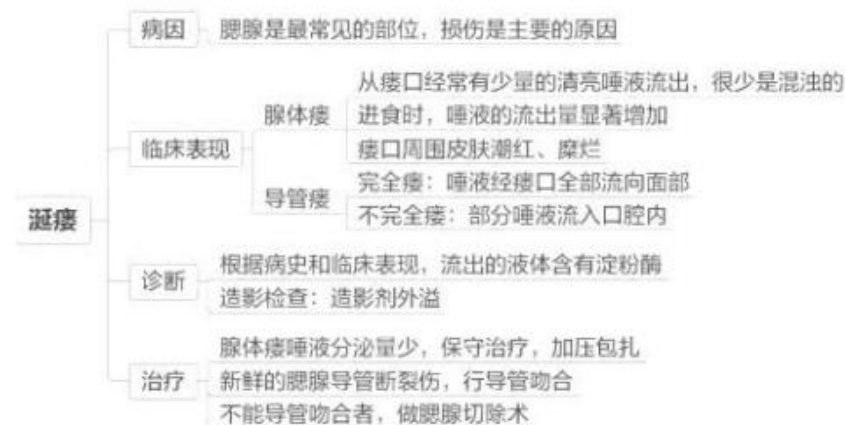 涎瘘
病因
腮腺是最常见的部位，损伤是主要的原因
临床表现
腺体瘘
从瘘口经常有少量的清亮唾液流出，很少是混浊的
进食时，唾液的流出量显著增加
瘘口周围皮肤潮红、糜烂
导管瘘
完全瘘：唾液经瘘口全部流向面部
不完全瘘：部分唾液流入口腔内
诊断
根据病史和临床表现，流出的液体含有淀粉酶
造影检查：造影剂外溢
治疗
腺体瘘唾液分泌量少，保守治疗，加压包扎
新鲜的腮腺导管断裂伤，行导管吻合
不能导管吻合者，做腮腺切除术